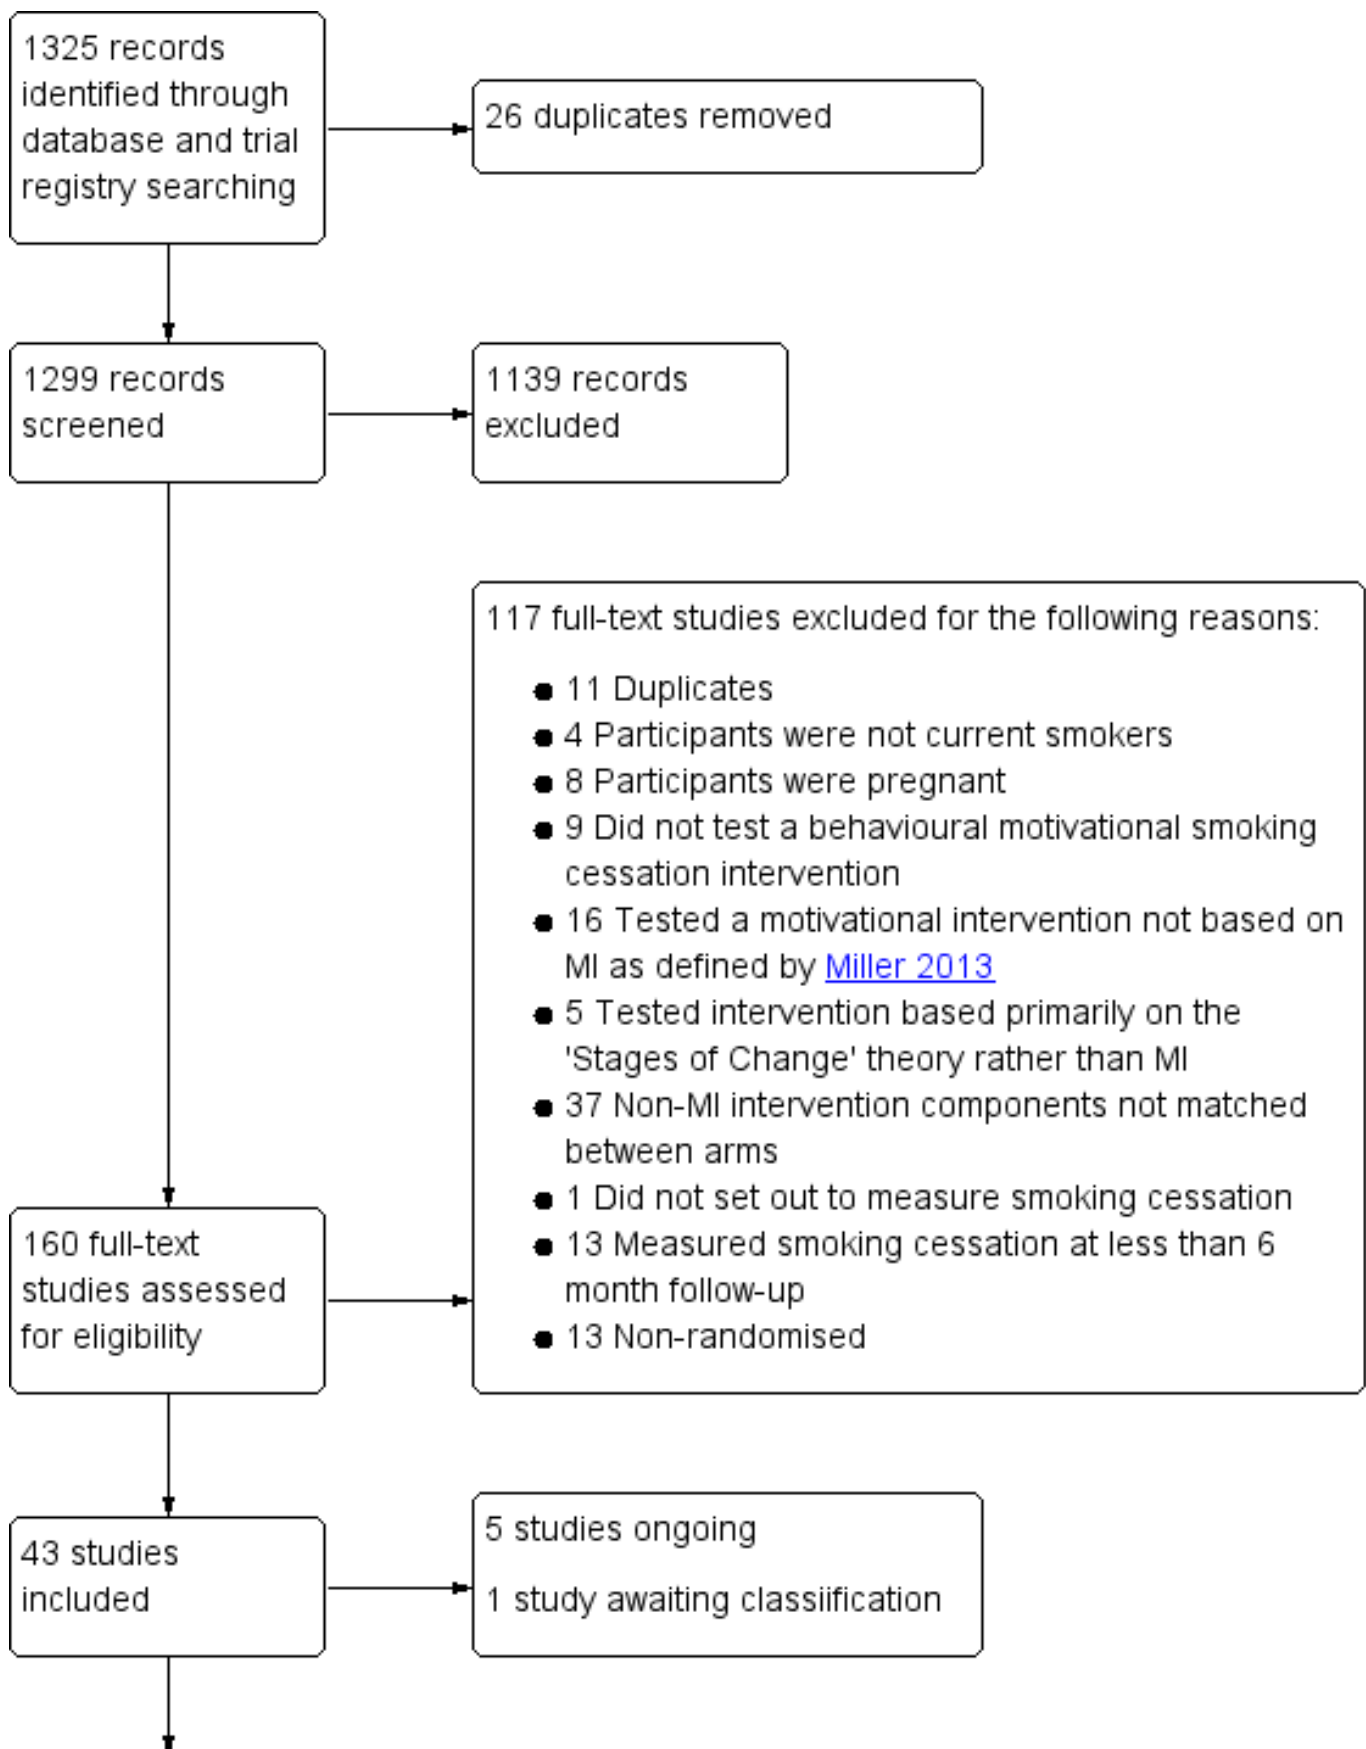 1325 records
identified through
database and trial
registry searching
26 duplicates removed
1299 records
screened
1139 records
excluded
117 full-text studies excluded for the following reasons:
● 11 Duplicates
● 4 Participants were not current smokers
● 8 Participants were pregnant
● 9 Did not test a behavioural motivational smoking
cessation intervention
● 16 Tested a motivational intervention not based on
MI as defined by Miller 2013
● 5 Tested intervention based primarily on the
'Stages of Change' theory rather than MI
● 37 Non-MI intervention components not matched
between arms
● 1 Did not set out to measure smoking cessation
● 13 Measured smoking cessation at less than 6
month follow-up
● 13 Non-randomised
160 full-text
studies assessed
for eligibility
43 studies
included
5 studies ongoing
1 study awaiting classiification